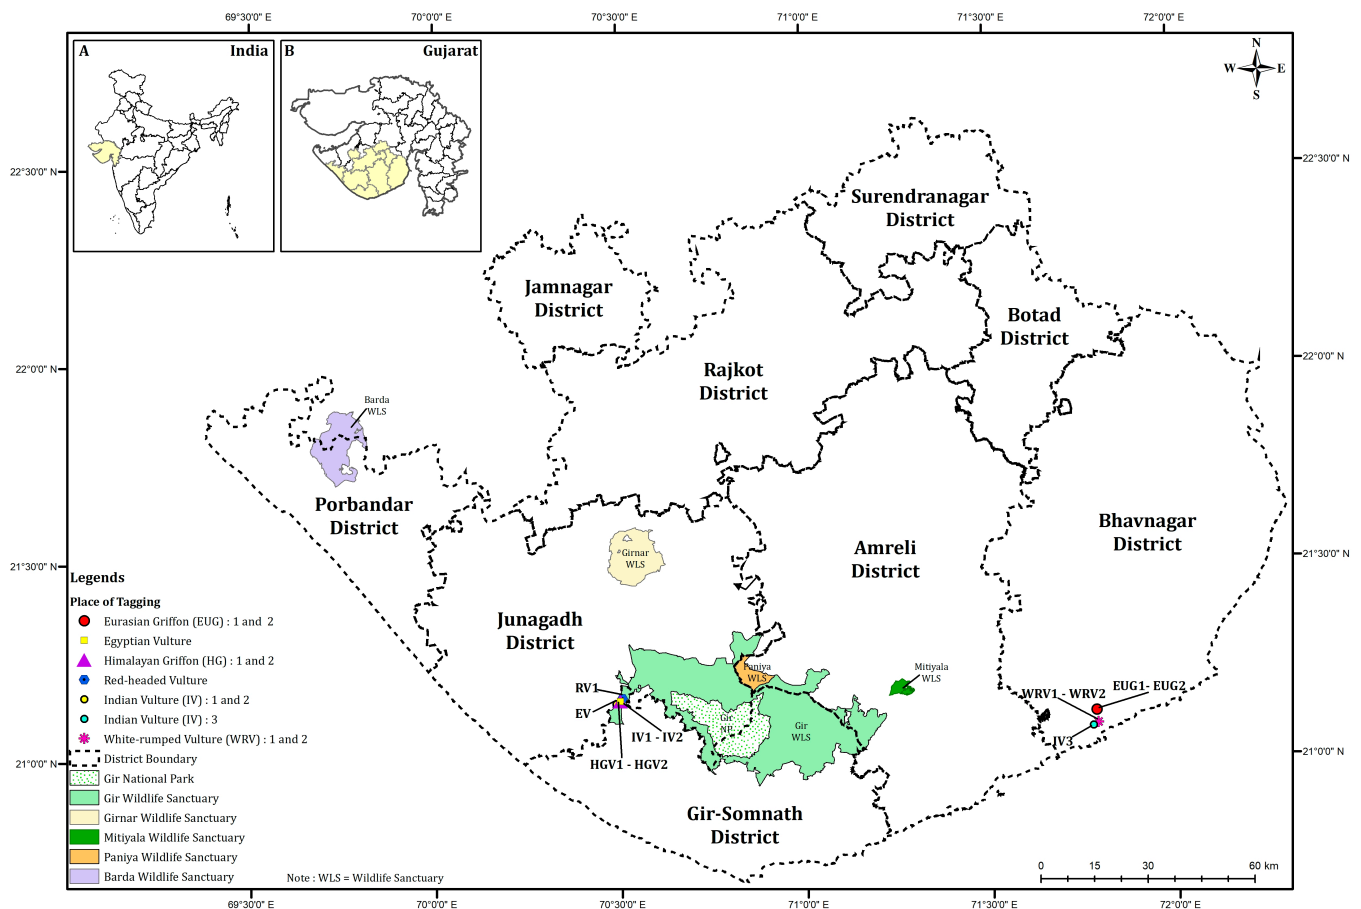 69°30'0" E
70°0'0" E
70°30'0" E
71°0'0" E
71°30'0" E
72°0'0" E
A
India
B
Gujarat
N
W
E
S
22°30'0" N
22°30'0" N
Surendranagar
District
Jamnagar
District
Botad
District
22°0'0" N
22°0'0" N
Rajkot
District
Barda
WLS
Porbandar
District
Bhavnagar
District
Amreli
District
21°30'0" N
21°30'0" N
Girnar
WLS
Junagadh
District
Paniya
WLS
Mitiyala
WLS
RV1
EV
IV1 - IV2
HGV1 - HGV2
Gir
NP
Gir
WLS
WRV1 - WRV2
EUG1- EUG2
IV3
21°0'0" N
21°0'0" N
Gir-Somnath
District
Legends
Place of Tagging
Eurasian Griffon (EUG) : 1 and 2
Egyptian Vulture
Himalayan Griffon (HG) : 1 and 2
Red-headed Vulture
Indian Vulture (IV) : 1 and 2
Indian Vulture (IV) : 3
White-rumped Vulture (WRV) : 1 and 2
District Boundary
Gir National Park
Gir Wildlife Sanctuary
Girnar Wildlife Sanctuary
Mitiyala Wildlife Sanctuary
Paniya Wildlife Sanctuary
Barda Wildlife Sanctuary
Note : WLS = Wildlife Sanctuary
0
15
30
60 km
69°30'0" E
70°0'0" E
70°30'0" E
71°0'0" E
71°30'0" E
72°0'0" E